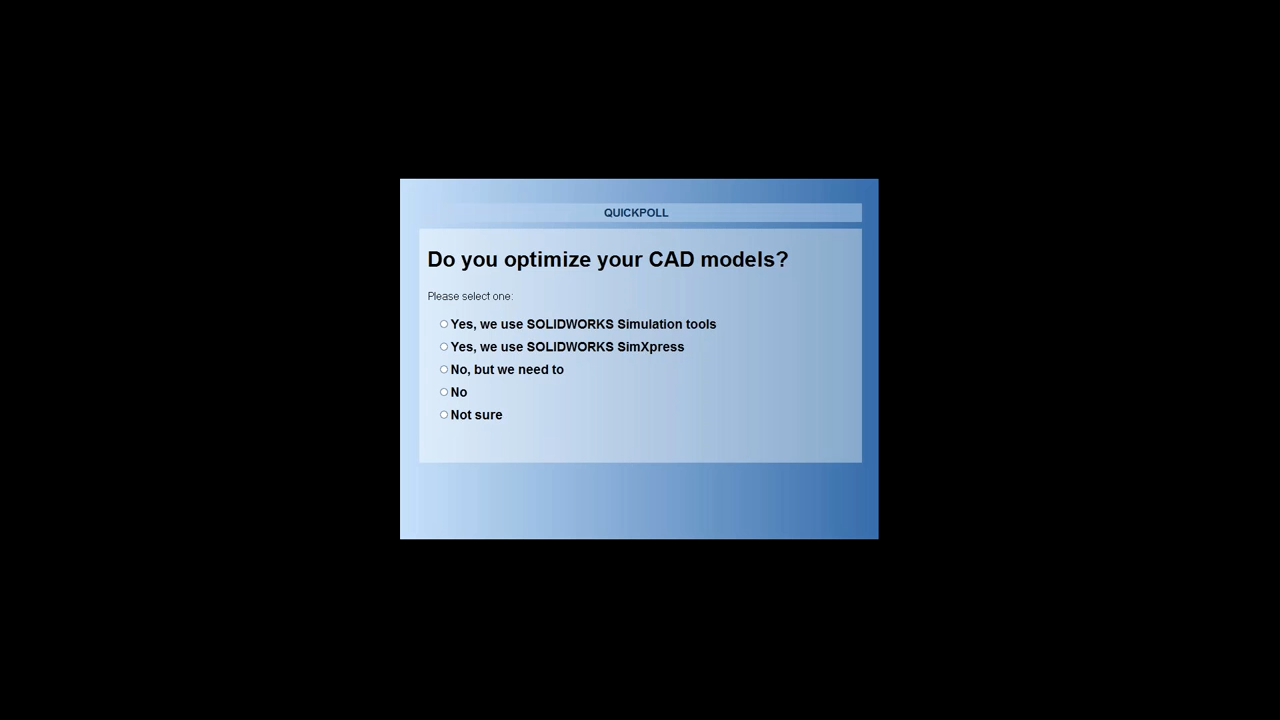 QUICKPOLL
Do you optimize your CAD models?
Please select one:
Yes, we use SOLIDWORKS Simulation tools
Yes, we use SOLIDWORKS SimXpress
No, but we need to
No
Not sure